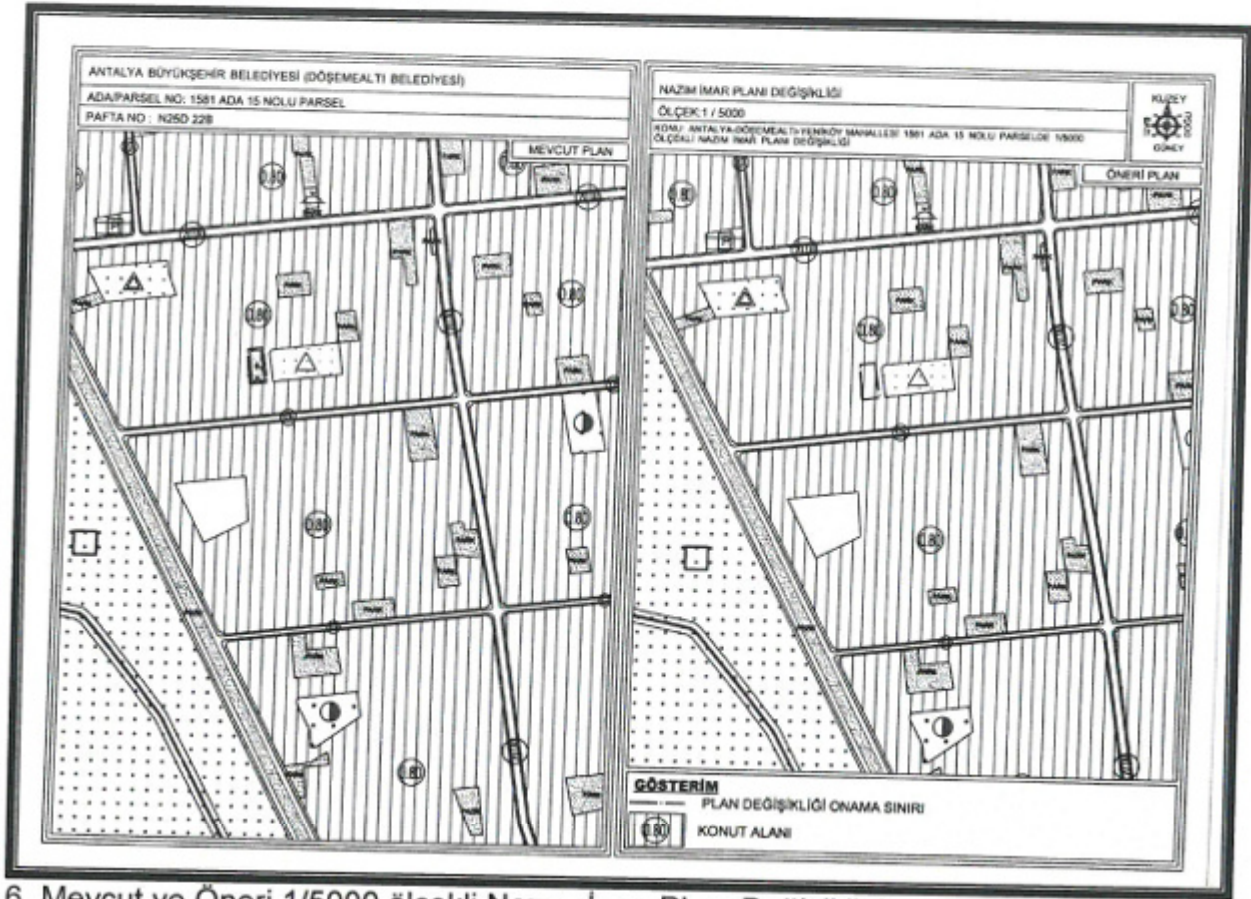 ANTALYA BÜYÜKŞEHİR BELEDİYESİ (DÖŞEMEALTI BELEDİYESİ)
ADA/PARSEL NO: 1581 ADA 15 NOLU PARSEL
PAFTA NO : N25D 22B
MEVCUT PLAN
NAZIM İMAR PLANI DEĞİŞİKLİĞİ
ÖLÇEK:1 / 5000
KONU: ANTALYA-DÖŞEMEALTI-YENİKÖY MAHALLESİ 1581 ADA 15 NOLU PARSELDE 1/5000
ÖLÇEKLİ NAZIM İMAR PLANI DEĞİŞİKLİĞİ
KUZEY
GÜNEY
ÖNERİ PLAN
PARK
0.80
GÖSTERİM
PLAN DEĞİŞİKLİĞİ ONAMA SINIRI
0.80 KONUT ALANI
6. Mevcut ve Öneri 1/5000 ölçekli